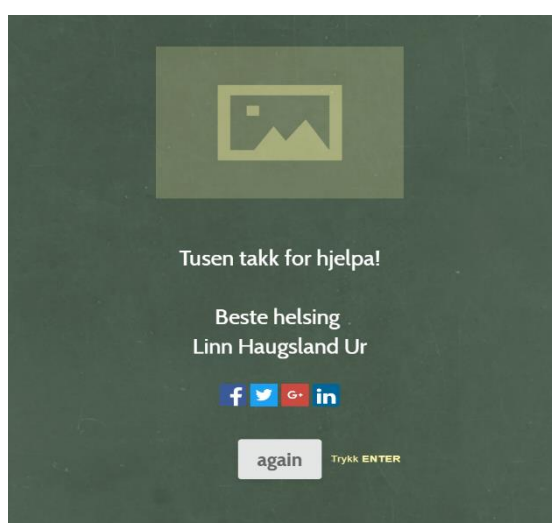 Tusen takk for hjelpa!
Beste helsing
Linn Haugsland Ur
f G+ in
again Trykk ENTER